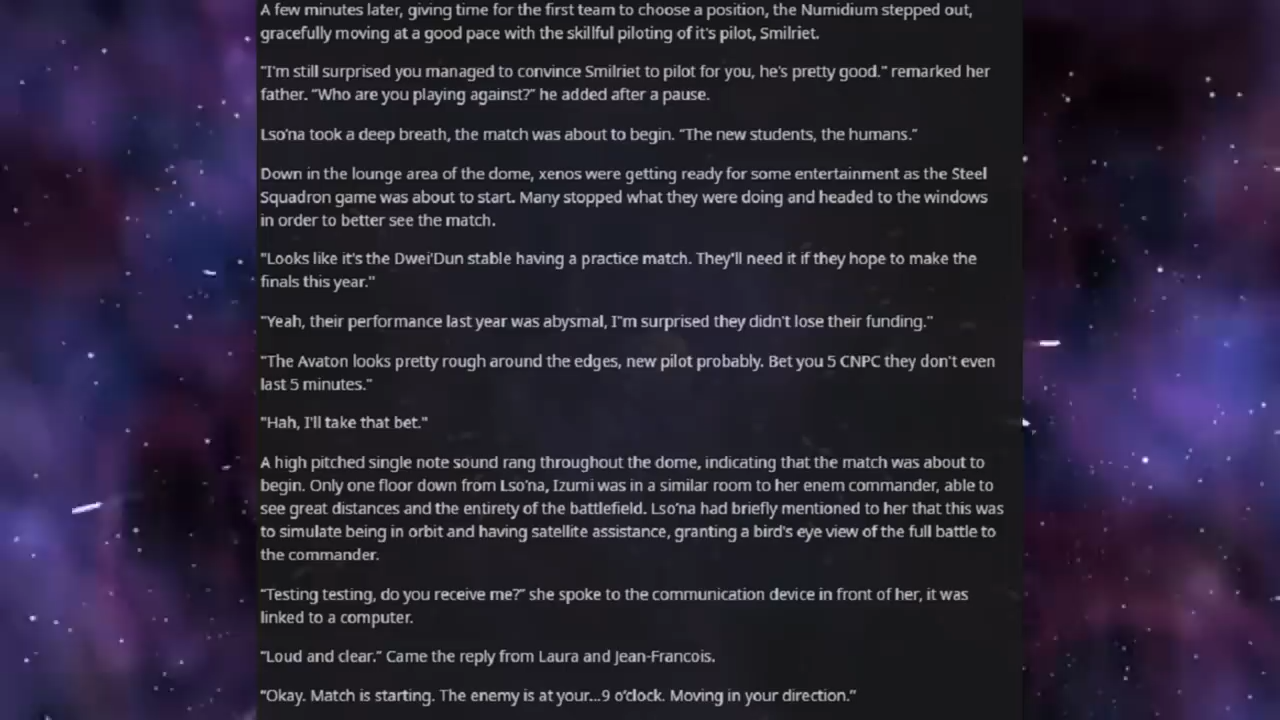 A few minutes later, giving time for the first team to choose a position, the Numidium stepped out,
gracefully moving at a good pace with the skillful piloting of it's pilot, Smilriet.
"I'm still surprised you managed to convince Smilriet to pilot for you, he's pretty good." remarked her
father. "Who are you playing against?" he added after a pause.
Lso'na took a deep breath, the match was about to begin. "The new students, the humans."
Down in the lounge area of the dome, xenos were getting ready for some entertainment as the Steel
Squadron game was about to start. Many stopped what they were doing and headed to the windows
in order to better see the match.
"Looks like it's the Dwei'Dun stable having a practice match. They'll need it if they hope to make the
finals this year."
"Yeah, their performance last year was abysmal, I"m surprised they didn't lose their funding."
"The Avaton looks pretty rough around the edges, new pilot probably. Bet you 5 CNPC they don't even
last 5 minutes."
"Hah, I'll take that bet."
A high pitched single note sound rang throughout the dome, indicating that the match was about to
begin. Only one floor down from Lso'na, Izumi was in a similar room to her enem commander, able to
see great distances and the entirety of the battlefield. Lso'na had briefly mentioned to her that this was
to simulate being in orbit and having satellite assistance, granting a bird's eye view of the full battle to
the commander.
"Testing testing, do you receive me?" she spoke to the communication device in front of her, it was
linked to a computer.
"Loud and clear." Came the reply from Laura and Jean-Francois.
"Okay. Match is starting. The enemy is at your...9 o'clock. Moving in your direction."